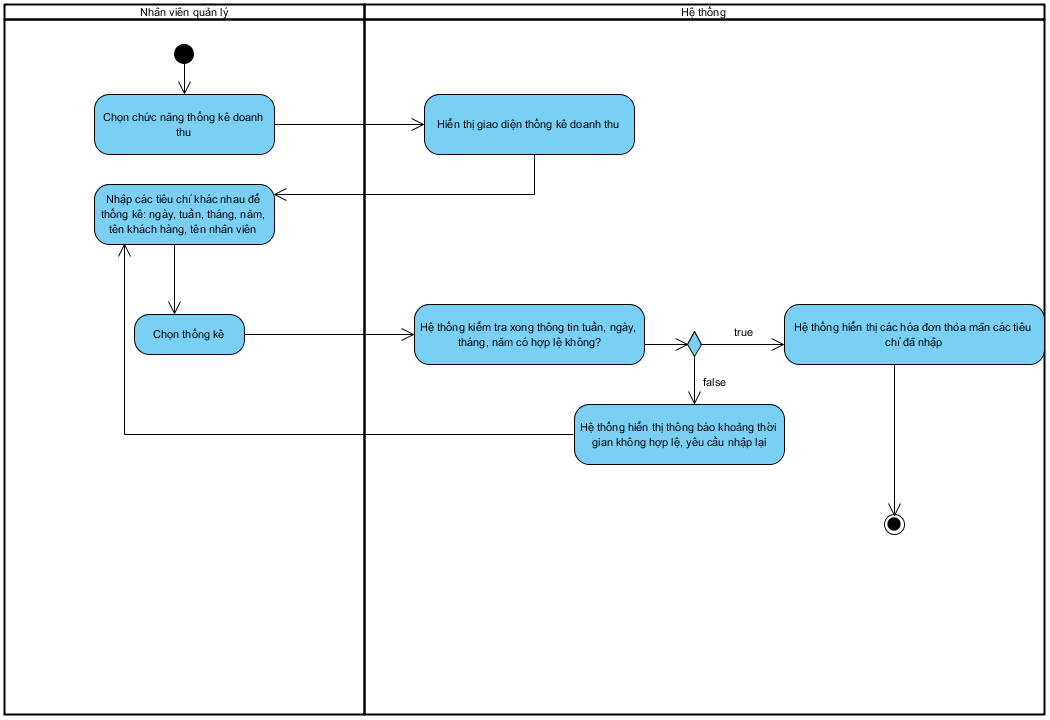 Nhân viên quản lý
Hệ thống
Chọn chức năng thống kê doanh
thu
Hiển thị giao diện thống kê doanh thu
Nhập các tiêu chí khác nhau để
thống kê: ngày, tuần, tháng, năm,
tên khách hàng, tên nhân viên
Chọn thống kê
Hệ thống kiểm tra xong thông tin tuần, ngày,
tháng, năm có hợp lệ không?
true
Hệ thống hiển thị các hóa đơn thỏa mãn các tiêu
chí đã nhập
false
Hệ thống hiển thị thông báo khoảng thời
gian không hợp lệ, yêu cầu nhập lại